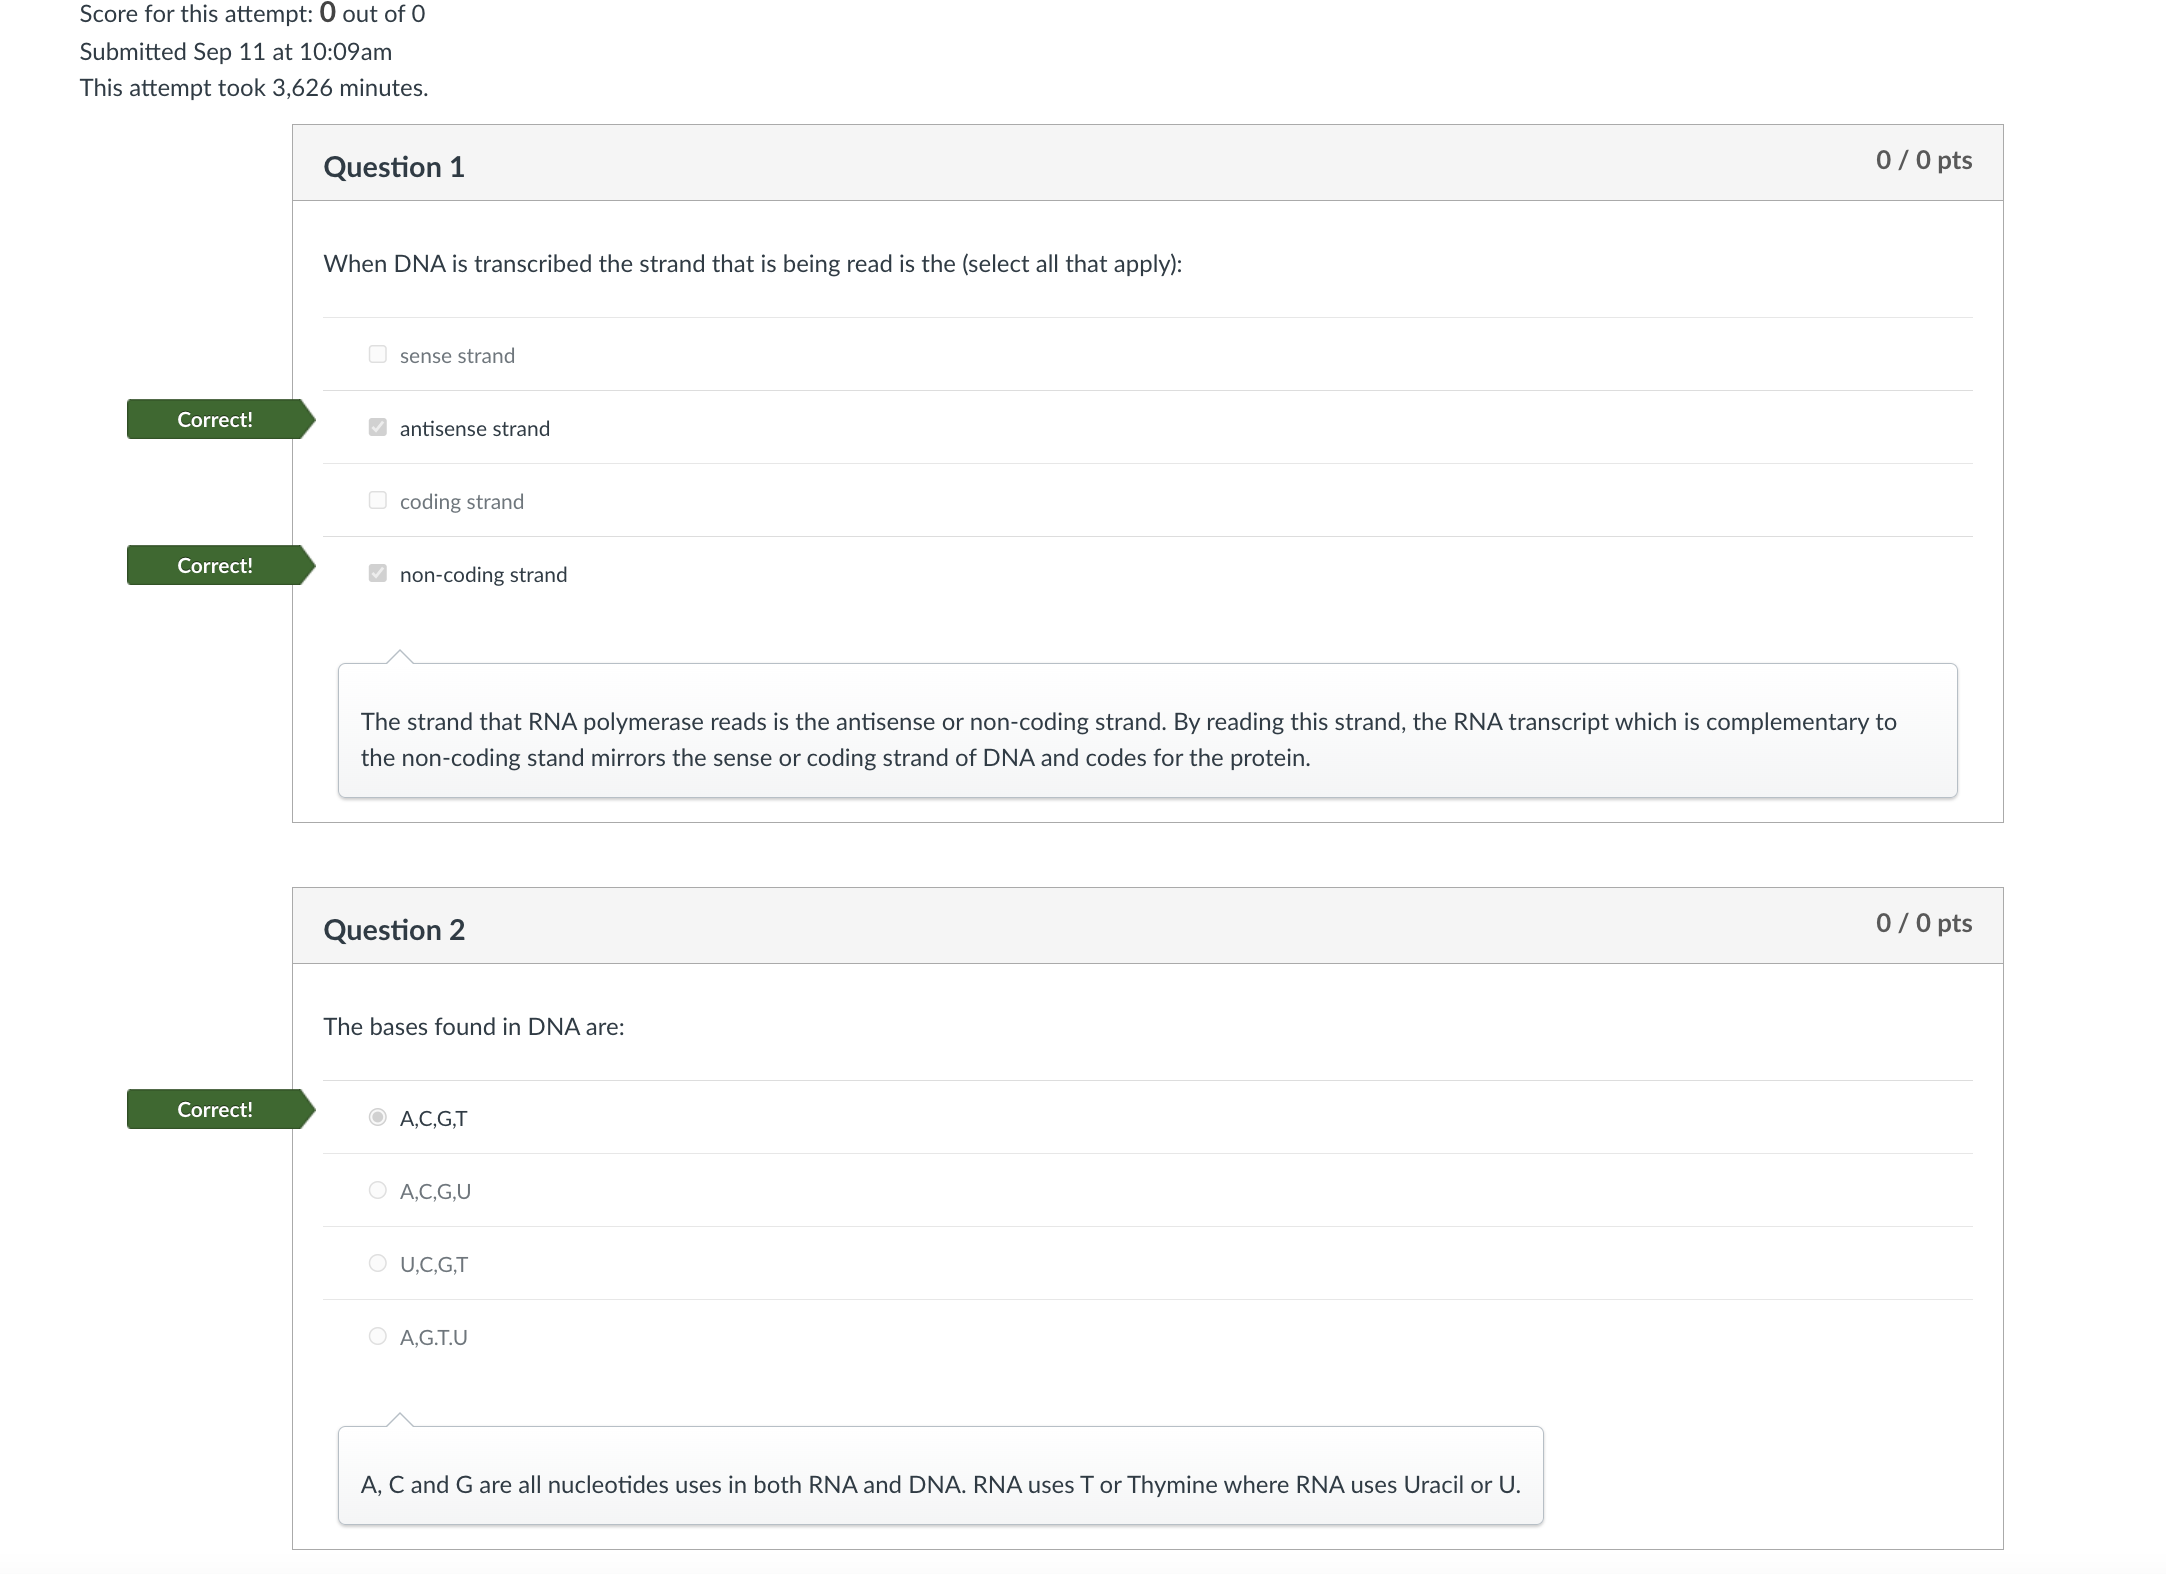 Score for this attempt: 0 out of 0
Submitted Sep 11 at 10:09am
This attempt took 3,626 minutes.
Question 1
0 / 0 pts
When DNA is transcribed the strand that is being read is the (select all that apply):
sense strand
Correct!
antisense strand
coding strand
Correct!
non-coding strand
The strand that RNA polymerase reads is the antisense or non-coding strand. By reading this strand, the RNA transcript which is complementary to
the non-coding stand mirrors the sense or coding strand of DNA and codes for the protein.
Question 2
0 / 0 pts
The bases found in DNA are:
Correct!
A,C,G,T
A,C,G,U
U,C,G,T
A,G.T.U
A, C and G are all nucleotides uses in both RNA and DNA. RNA uses T or Thymine where RNA uses Uracil or U.